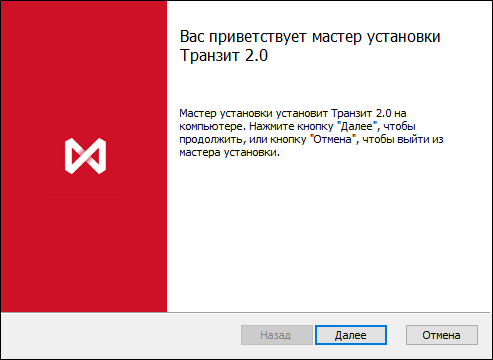 Вас приветствует мастер установки
Транзит 2.0
Мастер установки установит Транзит 2.0 на
компьютере. Нажмите кнопку "Далее", чтобы
продолжить, или кнопку "Отмена", чтобы выйти из
мастера установки.
Назад Далее Отмена